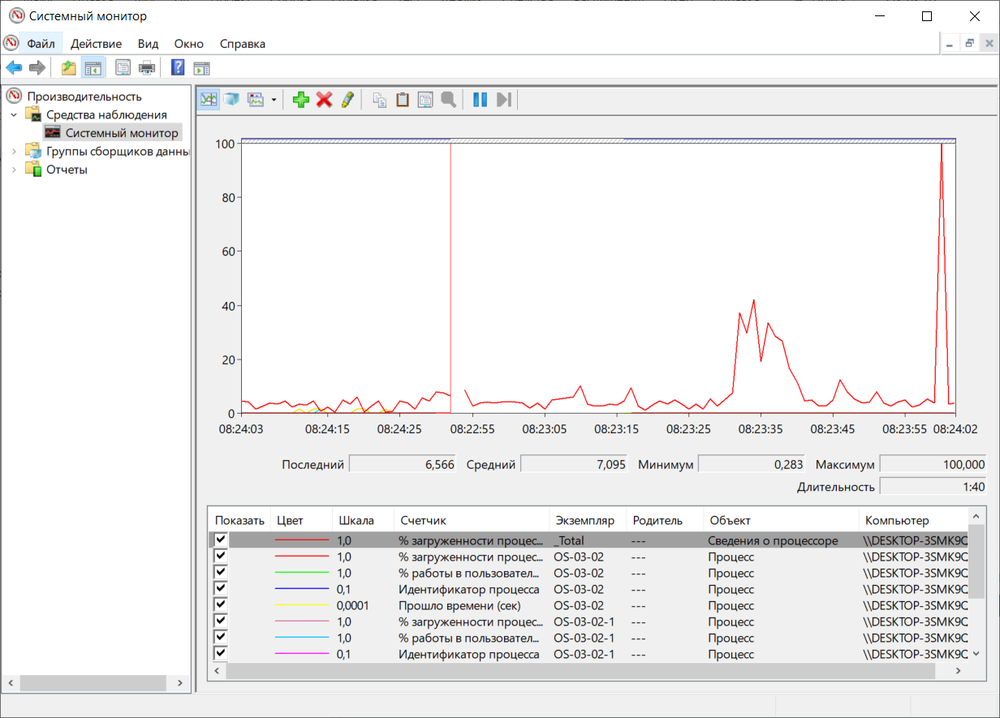 Системный монитор
Файл Действие Вид Окно Справка
Производительность
Средства наблюдения
Системный монитор
Группы сборщиков данны
Отчеты
100
80
60
40
20
0
08:24:03 08:24:15 08:24:25 08:22:55 08:23:05 08:23:15 08:23:25 08:23:35 08:23:45 08:23:55 08:24:02
Последний 6,566 Средний 7,095 Минимум 0,283 Максимум 100,000
Длительность 1:40
Показать Цвет Шкала Счетчик Экземпляр Родитель Объект Компьютер
1,0 % загруженности процес... _Total --- Сведения о процессоре \\DESKTOP-3SMK9C
1,0 % загруженности процес... OS-03-02 --- Процесс \\DESKTOP-3SMK9C
1,0 % работы в пользовател... OS-03-02 --- Процесс \\DESKTOP-3SMK9C
0,1 Идентификатор процесса OS-03-02 --- Процесс \\DESKTOP-3SMK9C
0,0001 Прошло времени (сек) OS-03-02 --- Процесс \\DESKTOP-3SMK9C
1,0 % загруженности процес... OS-03-02-1 --- Процесс \\DESKTOP-3SMK9C
1,0 % работы в пользовател... OS-03-02-1 --- Процесс \\DESKTOP-3SMK9C
0,1 Идентификатор процесса OS-03-02-1 --- Процесс \\DESKTOP-3SMK9C